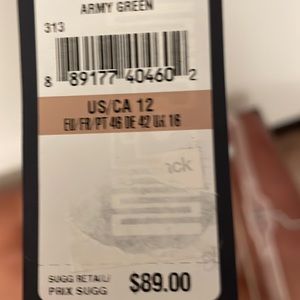 ARMY GREEN
313
8 89177 40460 2
US/CA 12
EU/FR/PT 46 DE 42 UK 16
ck
SUGG RETAIL/
PRIX SUGG
$89.00